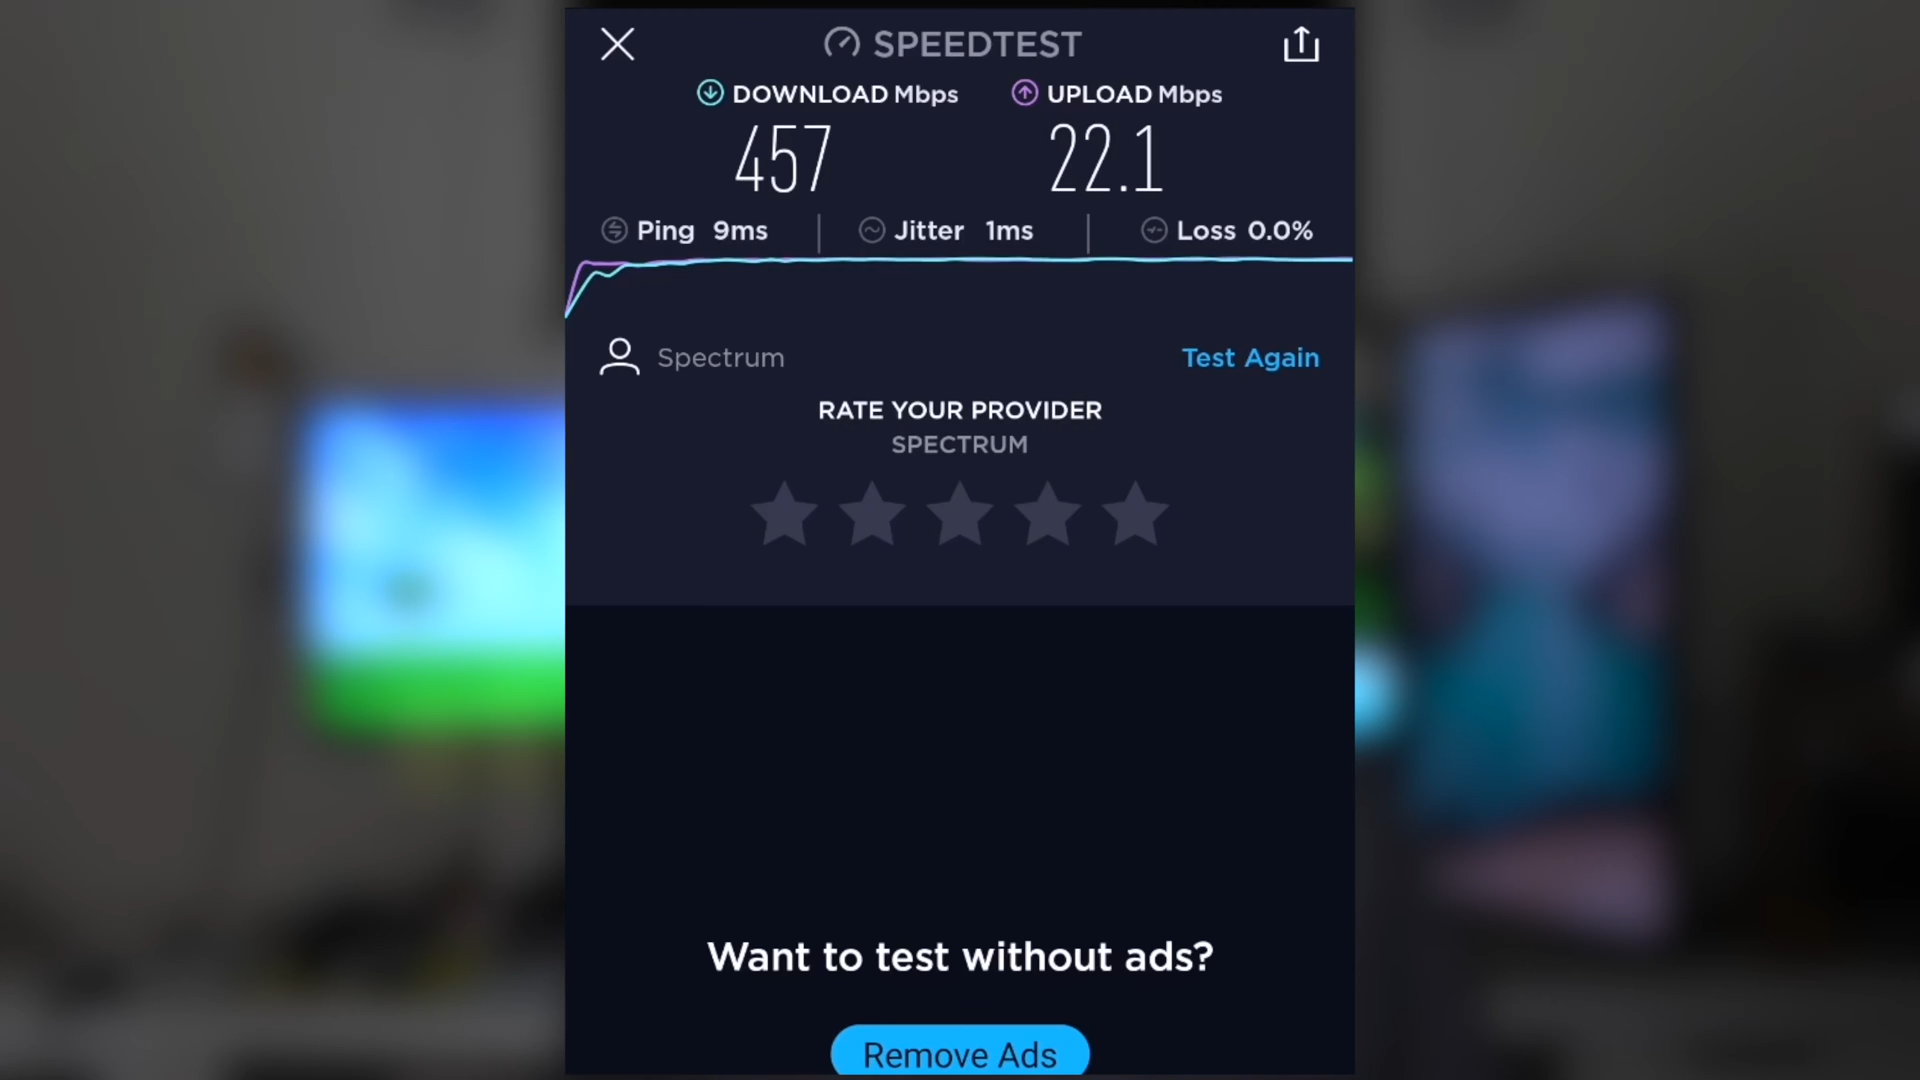 SPEEDTEST
DOWNLOAD Mbps UPLOAD Mbps
457 22.1
Ping 9ms Jitter 1ms Loss 0.0%
Spectrum Test Again
RATE YOUR PROVIDER
SPECTRUM
Want to test without ads?
Remove Ads